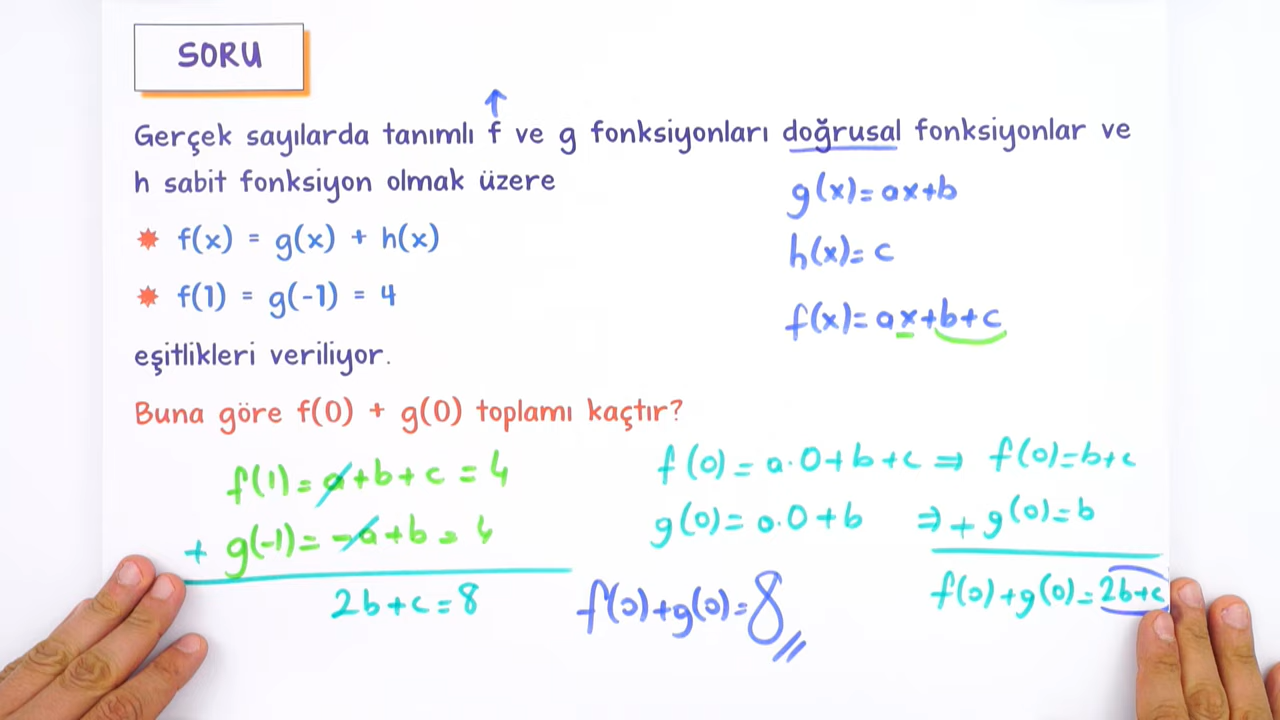 SORU
Gerçek sayılarda tanımlı f ve g fonksiyonları doğrusal fonksiyonlar ve
h sabit fonksiyon olmak üzere
g(x)=ax+b
f(x) = g(x) + h(x)
h(x)=c
f(1) = g(-1) = 4
f(x)=ax+b+c
eşitlikleri veriliyor.
Buna göre f(0) + g(0) toplamı kaçtır?
f(1)=a+b+c=4
+ g(-1)=-a+b=4
2b+c=8
f(0)=a.0+b+c⇒ f(0)=b+c
g(0)=a.0+b ⇒+g(0)=b
f(0)+g(0)=2b+c
f(0)+g(0)=8